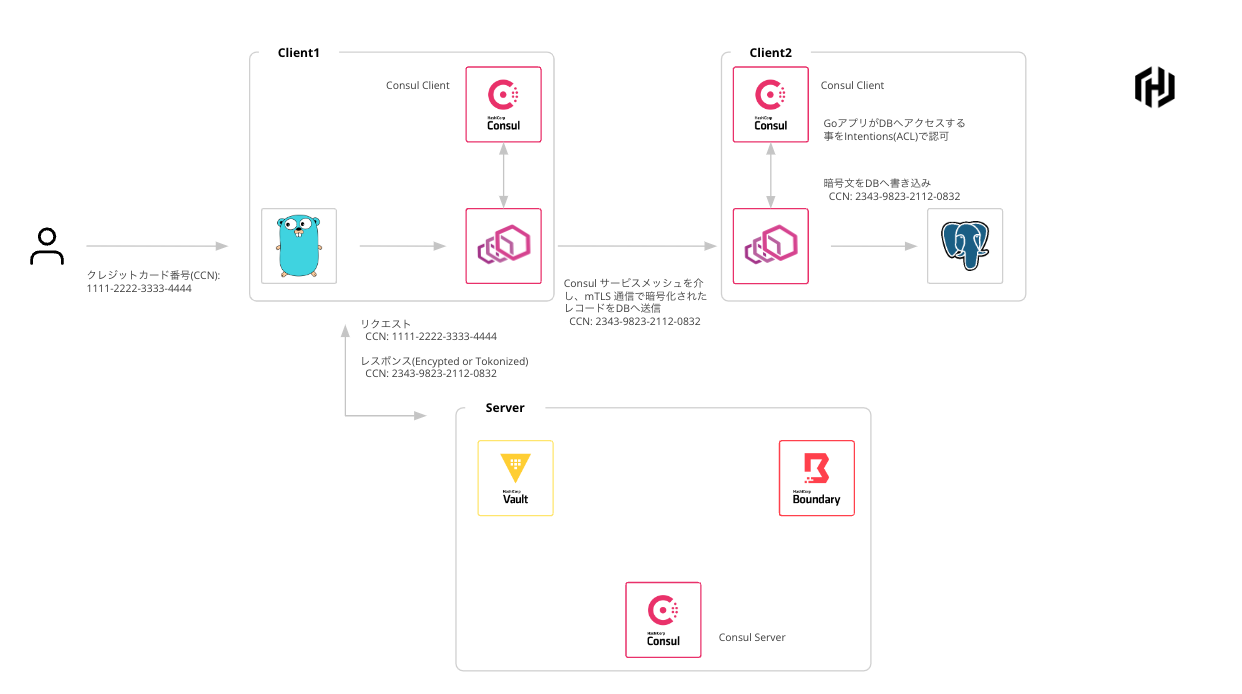 Client1
Client2
Consul Client
HashiCorp
Consul
HashiCorp
Consul
Consul Client
GoアプリがDBへアクセスする
事をIntentions(ACL)で認可
暗号文をDBへ書き込み
CCN: 2343-9823-2112-0832
クレジットカード番号(CCN):
1111-2222-3333-4444
Consul サービスメッシュを介
し、mTLS 通信で暗号化された
レコードをDBへ送信
CCN: 2343-9823-2112-0832
リクエスト
CCN: 1111-2222-3333-4444
レスポンス(Encypted or Tokonized)
CCN: 2343-9823-2112-0832
Server
HashiCorp
Vault
HashiCorp
Boundary
HashiCorp
Consul
Consul Server